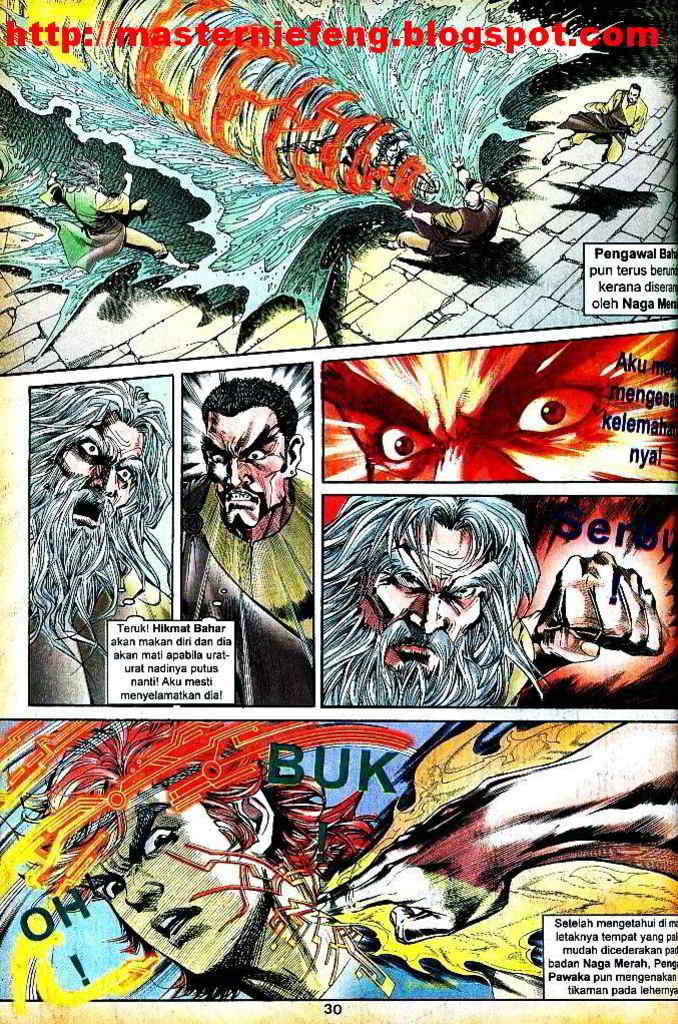 http://masterniefeng.blogspot.com
Pengawal
pun terus
kerana
oleh Naga
Aku
kelemahan
nya!
Teruk! Hikmat Bahar
akan makan diri dan dia
akan mati apabila urat-
urat nadinya putus
nanti! Aku mesti
menyelamatkan dia!
Serbu
!
BUK
!
OH
!
Setelah mengetahui di
letaknya tempat yang
mudah dicederakan
badan Naga Merah,
Pawaka pun mengenakan
tikaman pada lehernya
30